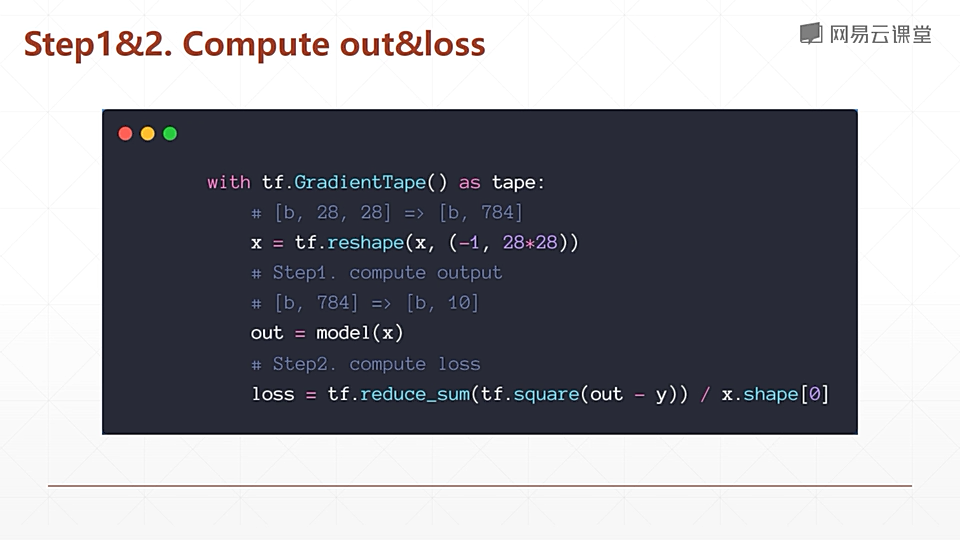 Step1&2. Compute out&loss
网易云课堂
with tf.GradientTape() as tape:
# [b, 28, 28] => [b, 784]
x = tf.reshape(x, (-1, 28*28))
# Step1. compute output
# [b, 784] => [b, 10]
out = model(x)
# Step2. compute loss
loss = tf.reduce_sum(tf.square(out - y)) / x.shape[0]